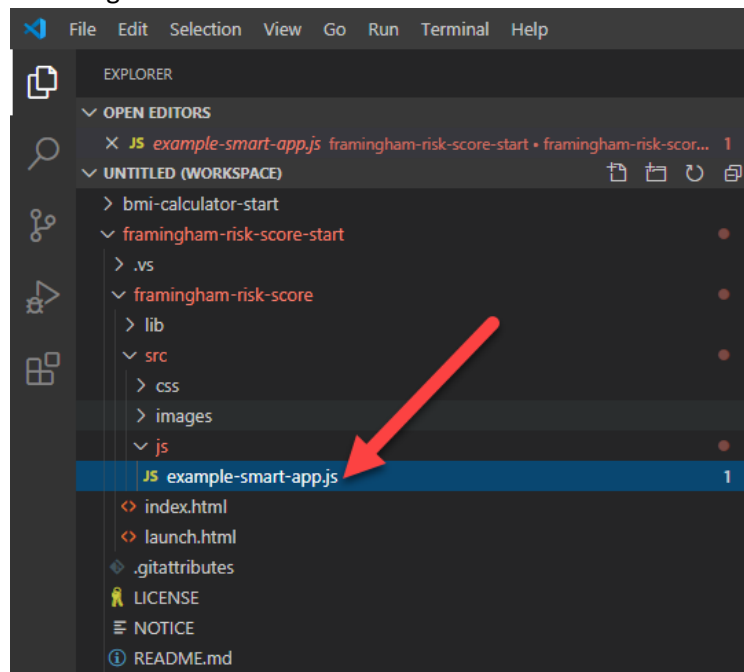 File Edit Selection View Go Run Terminal Help
EXPLORER
OPEN EDITORS
JS example-smart-app.js framingham-risk-score-start • framingham-risk-scor... 1
UNTITLED (WORKSPACE)
bmi-calculator-start
framingham-risk-score-start
.vs
framingham-risk-score
lib
src
css
images
js
JS example-smart-app.js 1
index.html
launch.html
.gitattributes
LICENSE
NOTICE
README.md